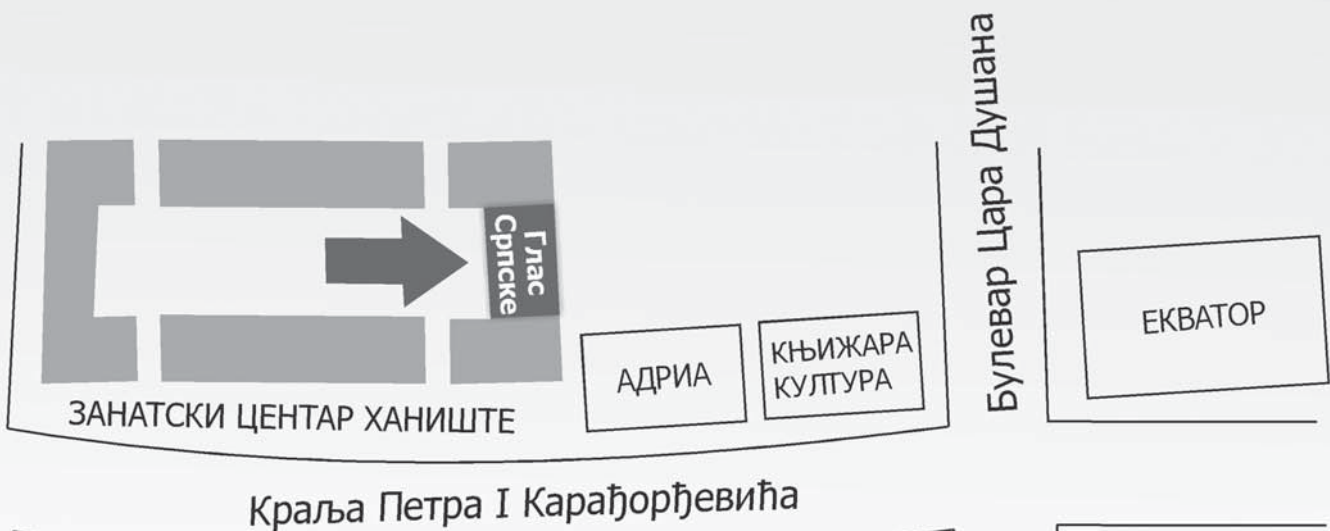 Глас
Српске
ЗАНАТСКИ ЦЕНТАР ХАНИШТЕ
АДРИА
КЊИЖАРА
КУЛТУРА
Булевар Цара Душана
ЕКВАТОР
Краља Петра I Карађорђевића